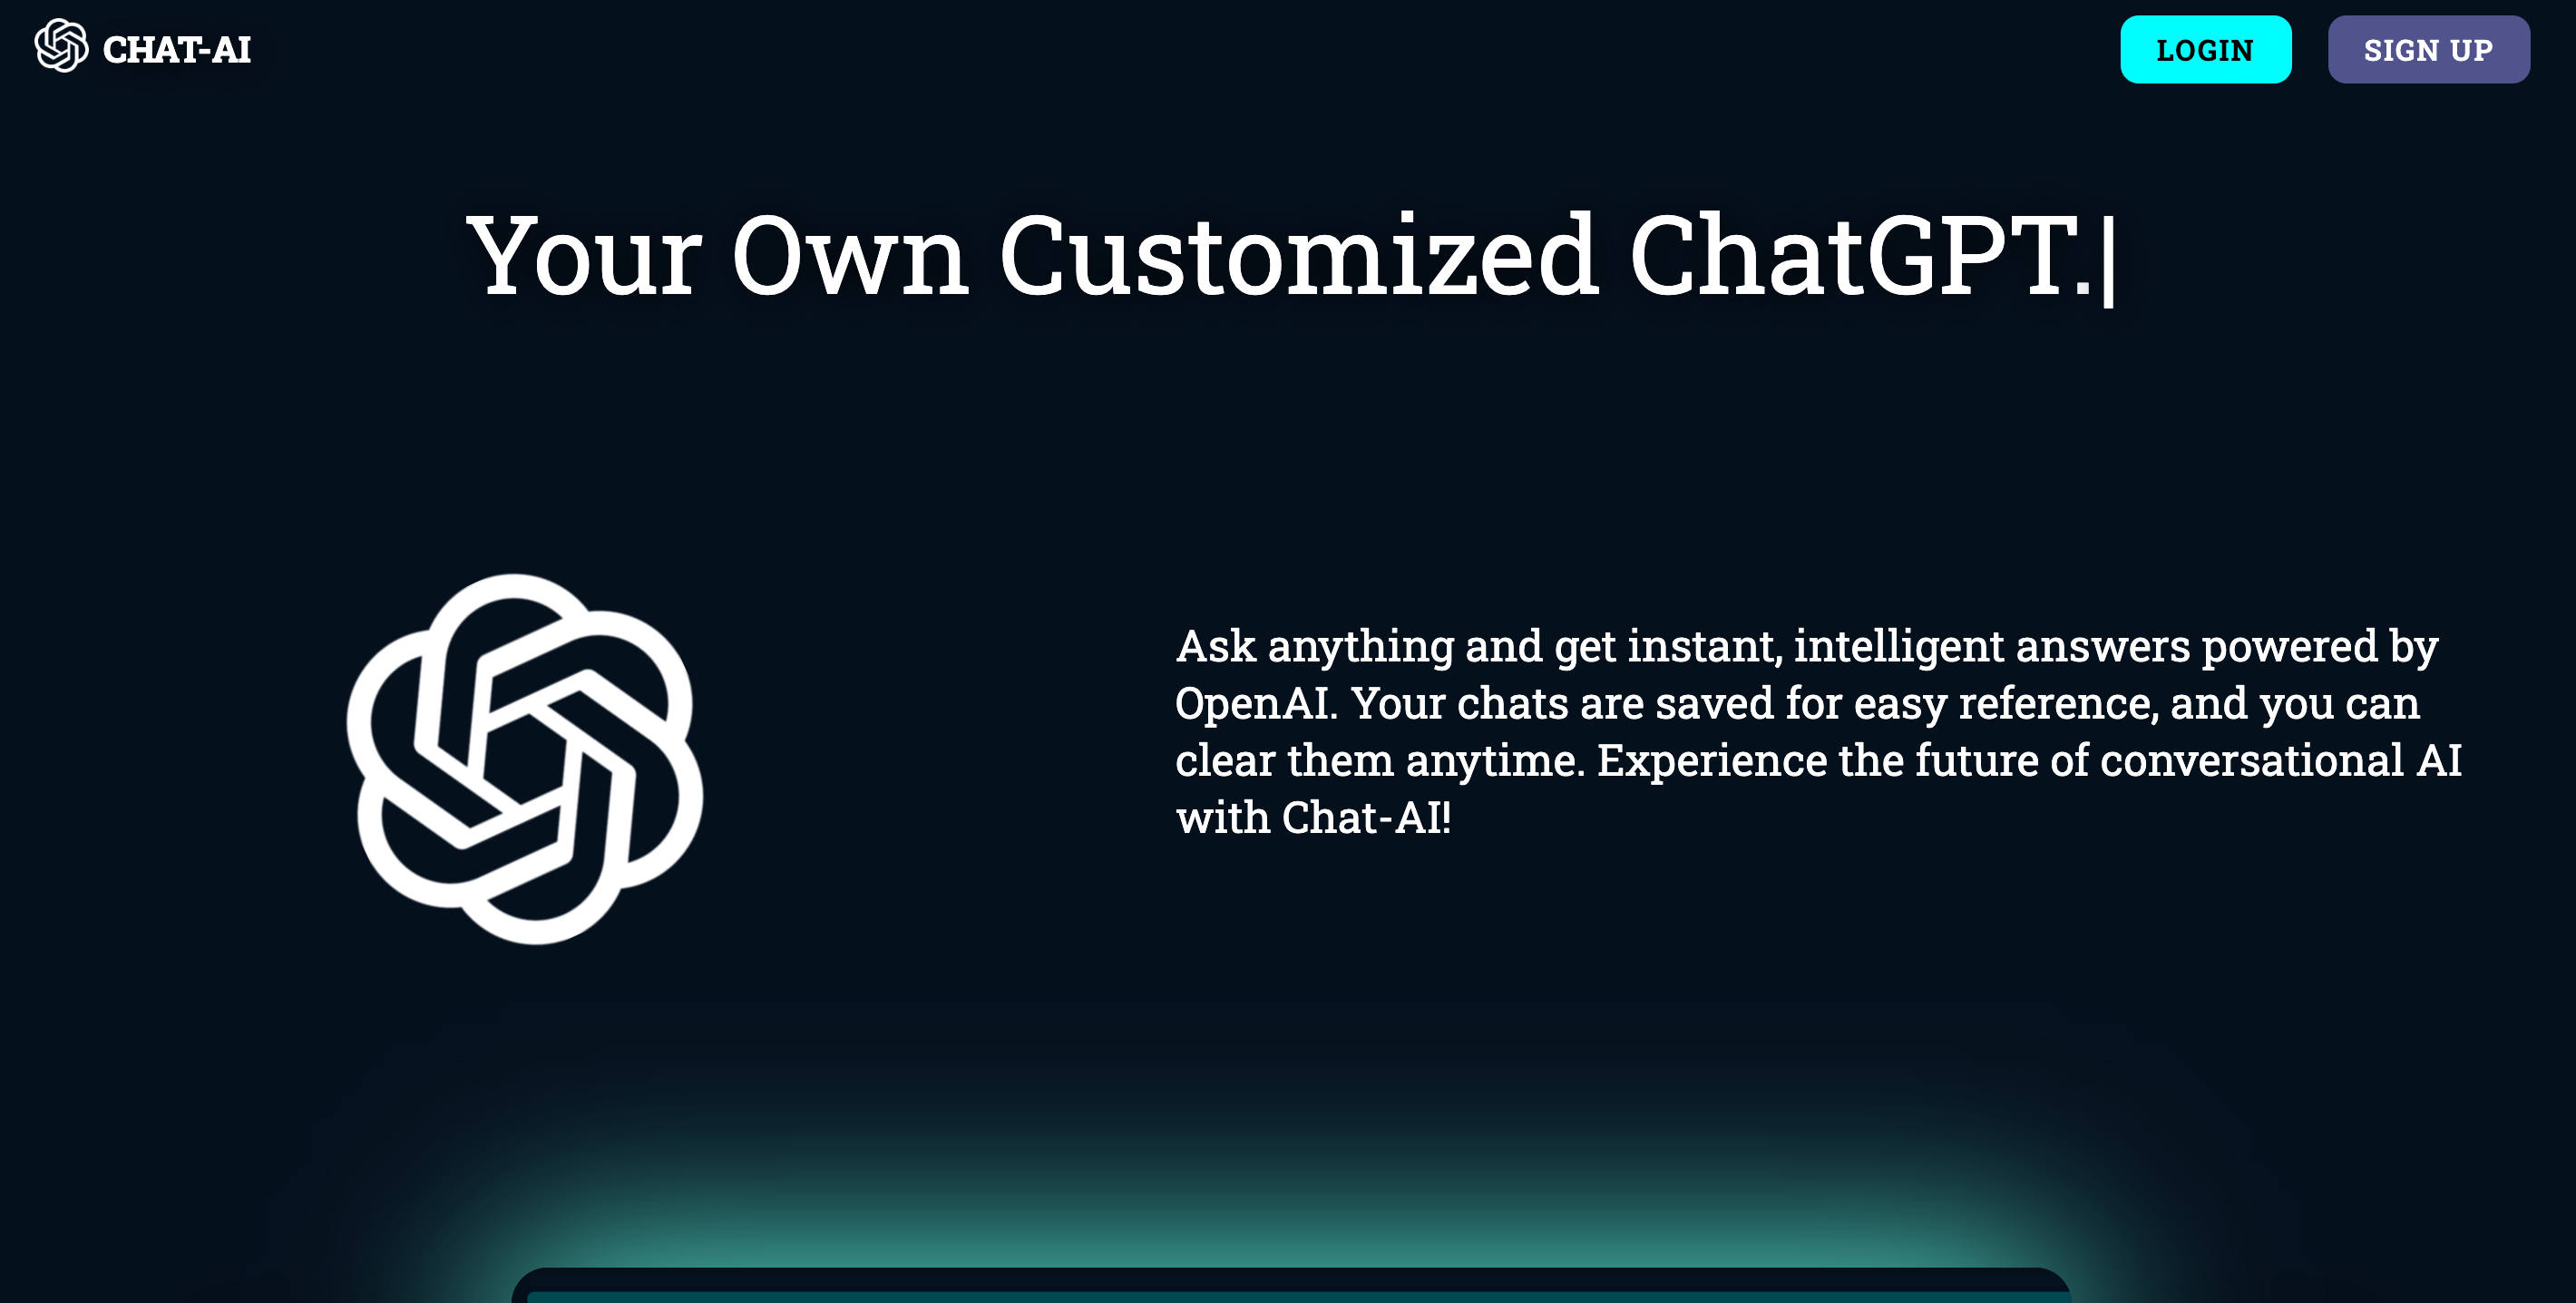 CHAT-AI
LOGIN
SIGN UP
Your Own Customized ChatGPT.|
Ask anything and get instant, intelligent answers powered by
OpenAI. Your chats are saved for easy reference, and you can
clear them anytime. Experience the future of conversational AI
with Chat-AI!